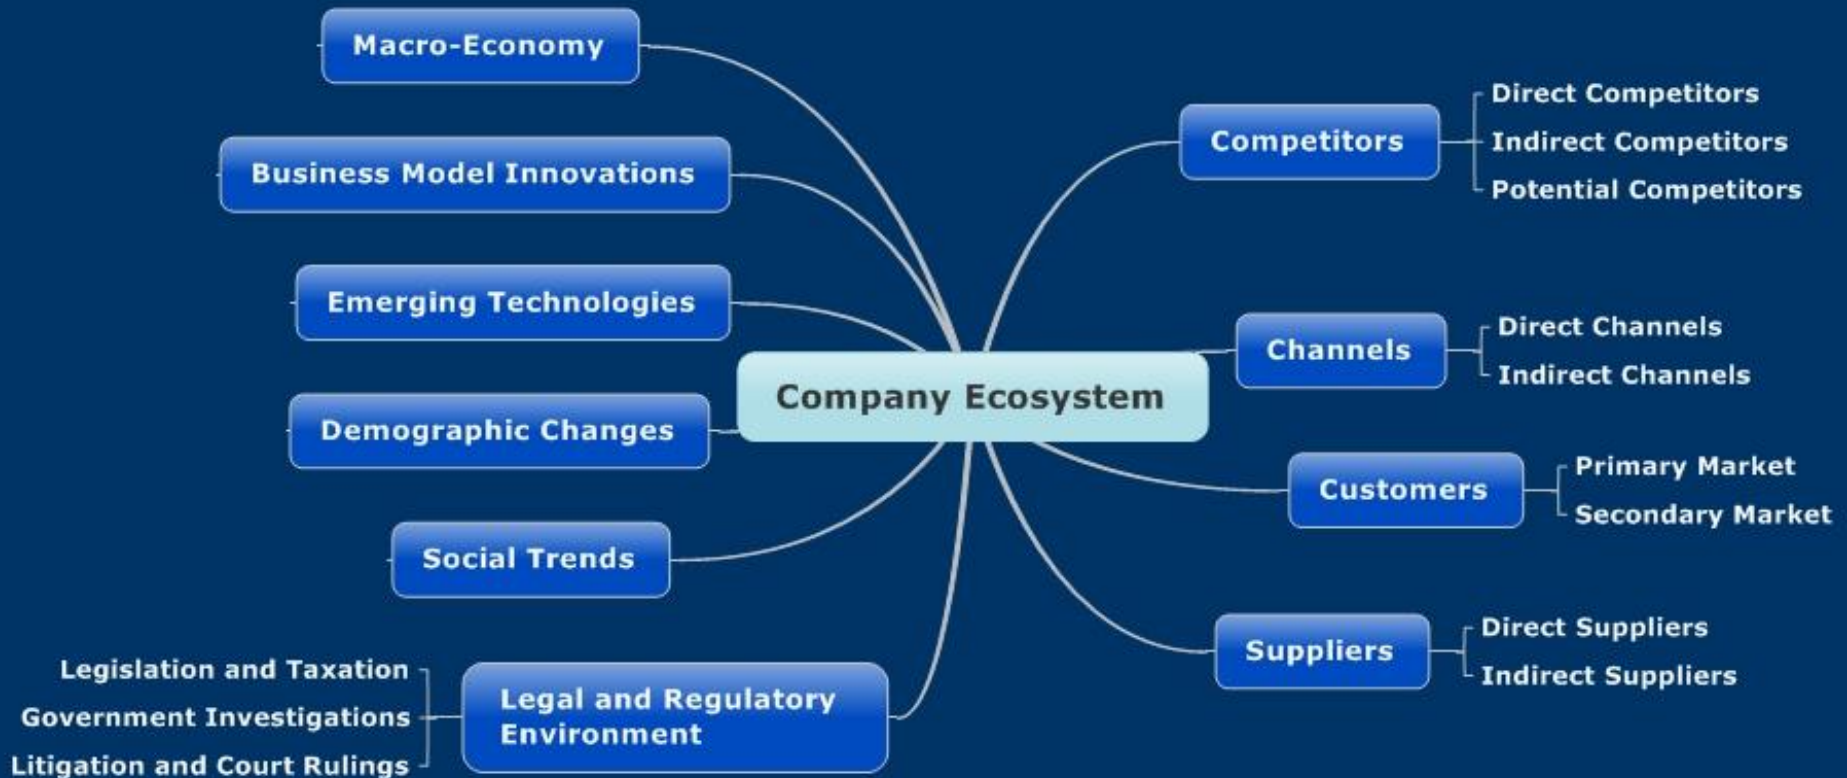 Macro-Economy
Business Model Innovations
Emerging Technologies
Demographic Changes
Social Trends
Legal and Regulatory
Environment
Legislation and Taxation
Government Investigations
Litigation and Court Rulings
Company Ecosystem
Competitors
Direct Competitors
Indirect Competitors
Potential Competitors
Channels
Direct Channels
Indirect Channels
Customers
Primary Market
Secondary Market
Suppliers
Direct Suppliers
Indirect Suppliers